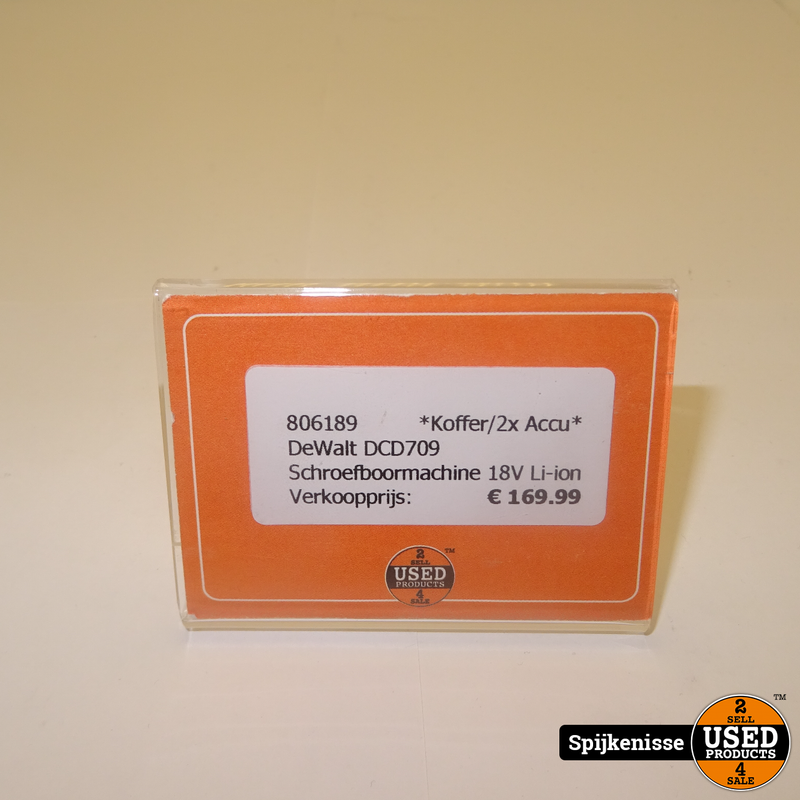 806189 *Koffer/2x Accu*
DeWalt DCD709
Schroefboormachine 18V Li-ion
Verkoopprijs: € 169.99
2
SELL
USED
PRODUCTS
4
SALE
TM
Spijkenisse
2
SELL
USED
PRODUCTS
4
SALE
TM